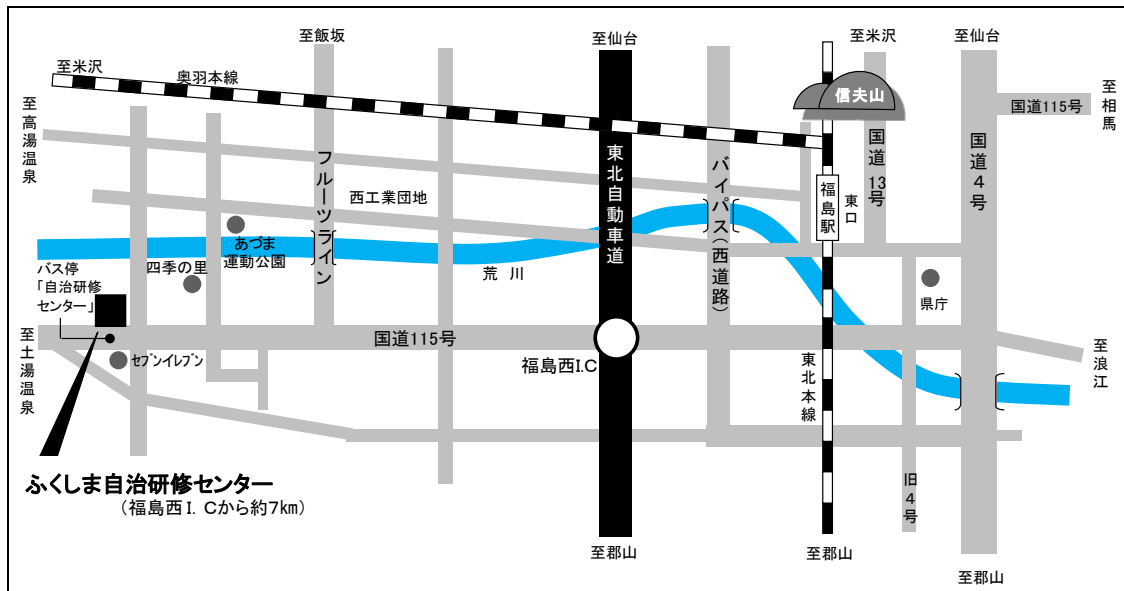 至飯坂
至仙台
至米沢
至仙台
至米沢
奥羽本線
信夫山
国道115号
至相馬
至高湯温泉
フルーツライン
東北自動車道
バイパス(西道路)
国道13号
国道4号
西工業団地
福島駅
東口
あづま
運動公園
荒 川
四季の里
県庁
バス停
「自治研修
センター」
国道115号
至土湯温泉
セブンイレブン
福島西I.C
東北本線
至浪江
ふくしま自治研修センター
(福島西I. Cから約7km)
旧4号
至郡山
至郡山
至郡山